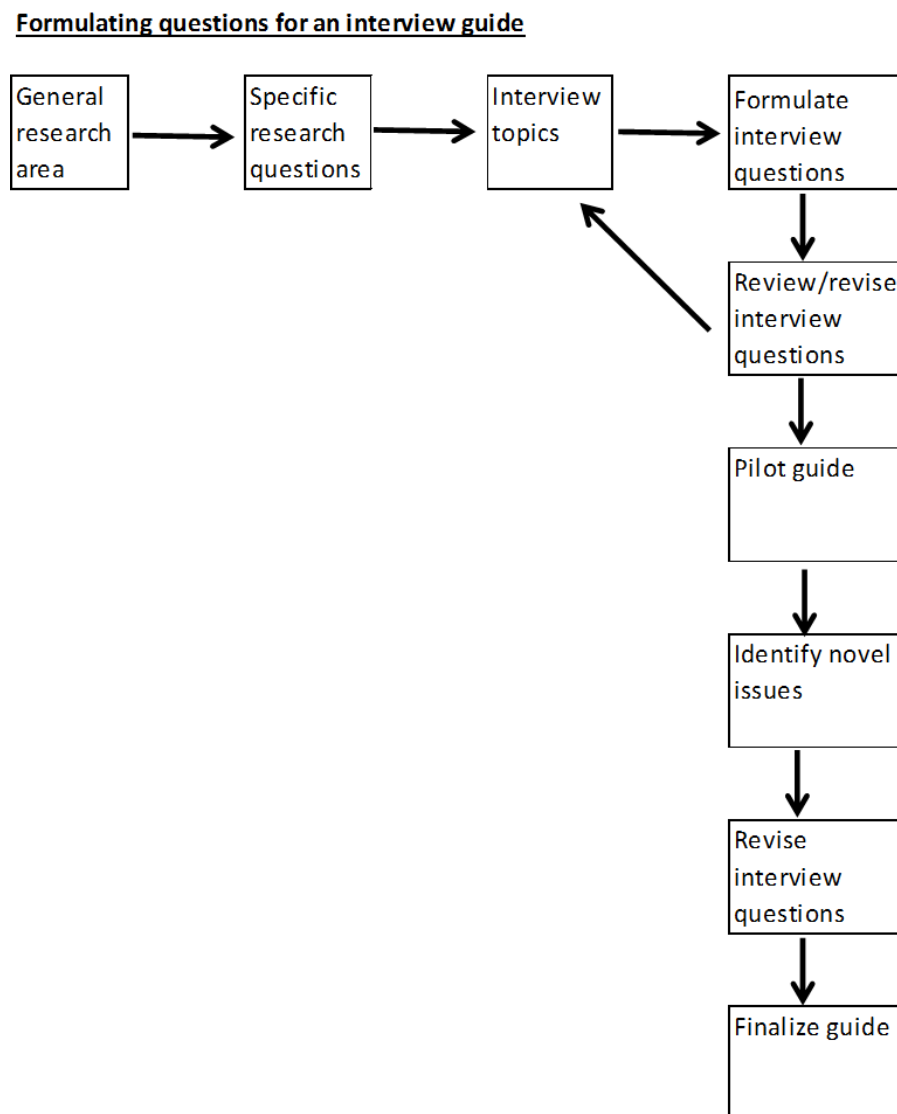 Formulating questions for an interview guide
General
research
area
Specific
research
questions
Interview
topics
Formulate
interview
questions
Review/revise
interview
questions
Pilot guide
Identify novel
issues
Revise
interview
questions
Finalize guide